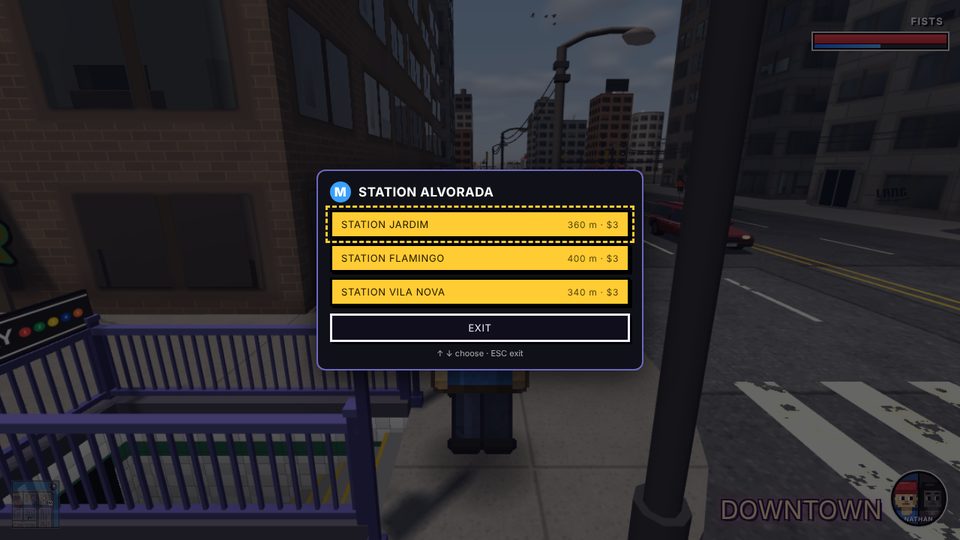 FISTS
M STATION ALVORADA
STATION JARDIM 360 m · $3
STATION FLAMINGO 400 m · $3
STATION VILA NOVA 340 m · $3
EXIT
↑ ↓ choose · ESC exit
DOWNTOWN
NATHAN